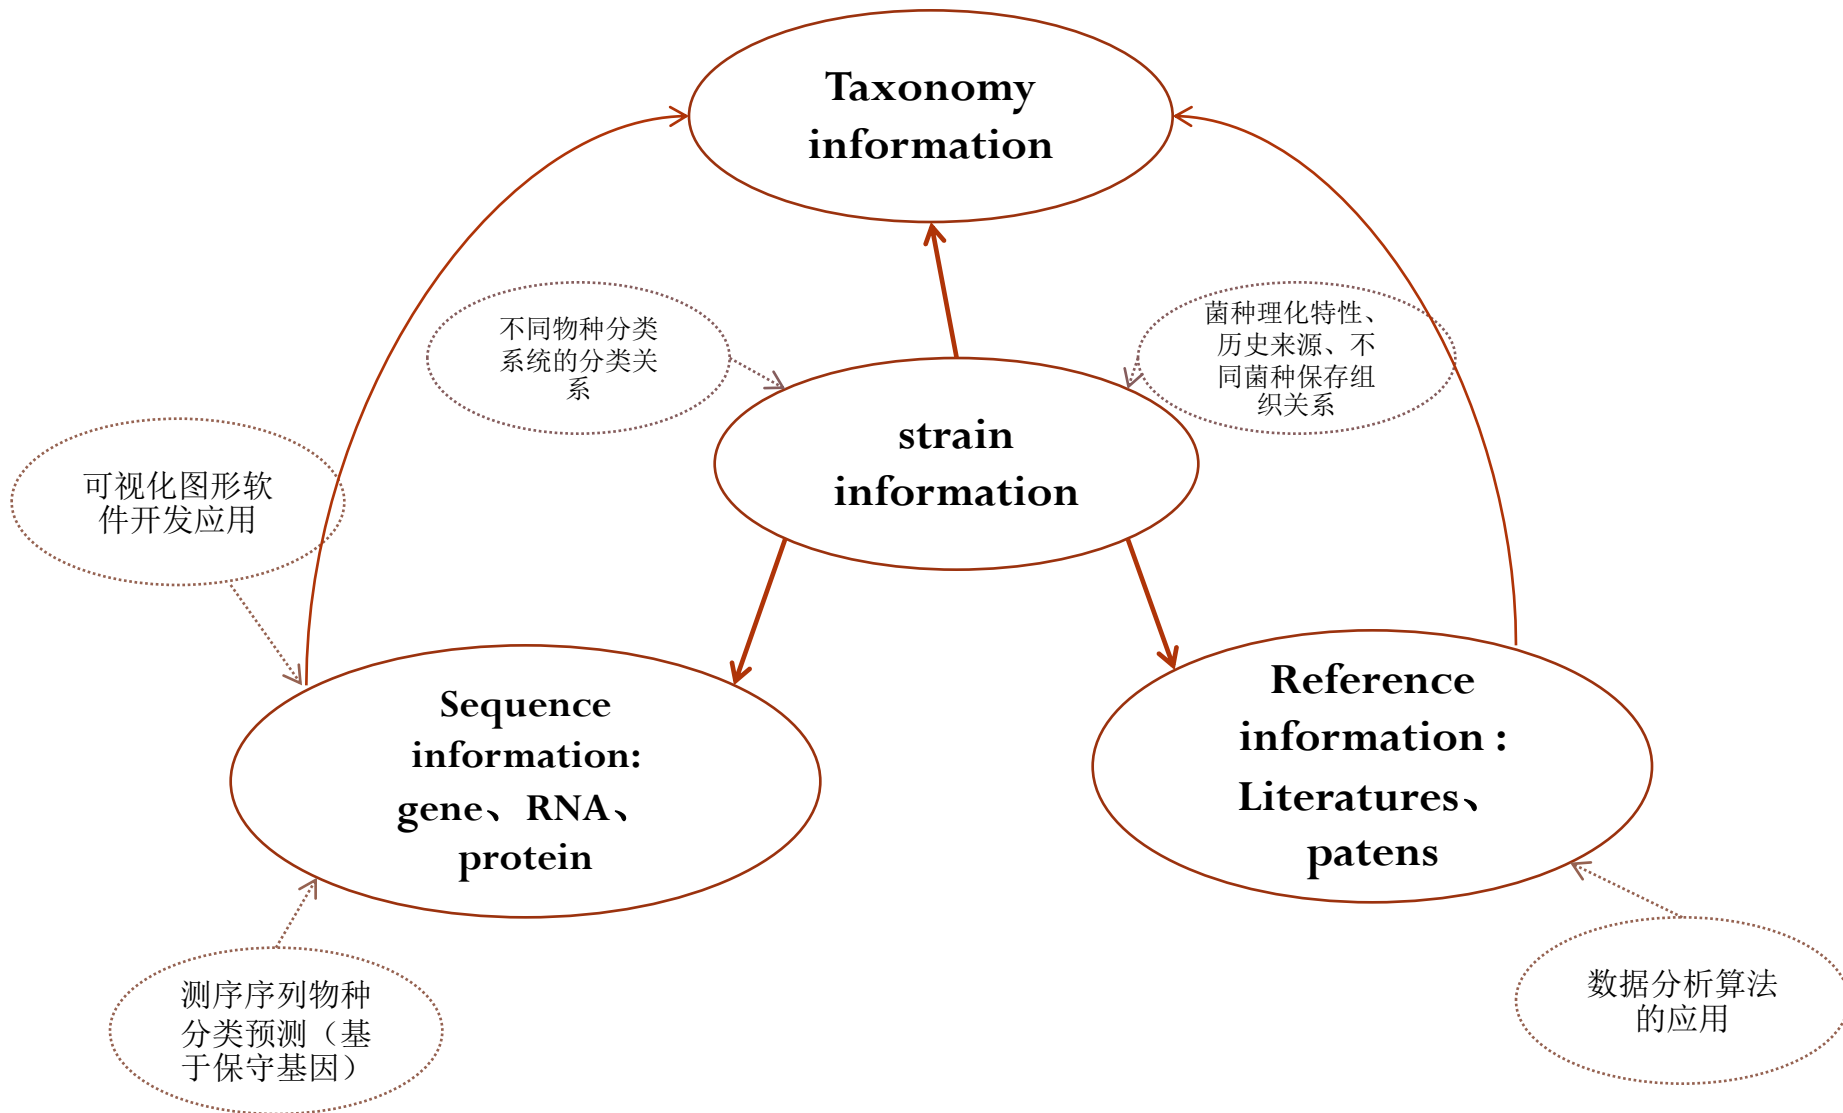 Taxonomy
information
不同物种分类
系统的分类关
系
菌种理化特性、
历史来源、不
同菌种保存组
织关系
strain
information
可视化图形软
件开发应用
Sequence
information:
gene、RNA、
protein
Reference
information :
Literatures、
patens
测序序列物种
分类预测（基
于保守基因）
数据分析算法
的应用